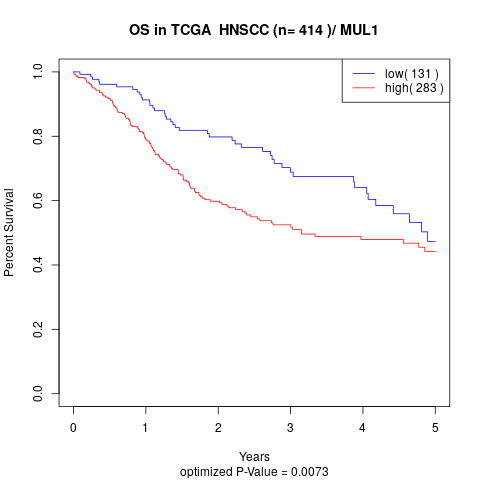 OS in TCGA  HNSCC (n= 414 )/ MUL1
low( 131 )
high( 283 )
Percent Survival
1.0
0.8
0.6
0.4
0.2
0.0
0 1 2 3 4 5
Years
optimized P-Value = 0.0073